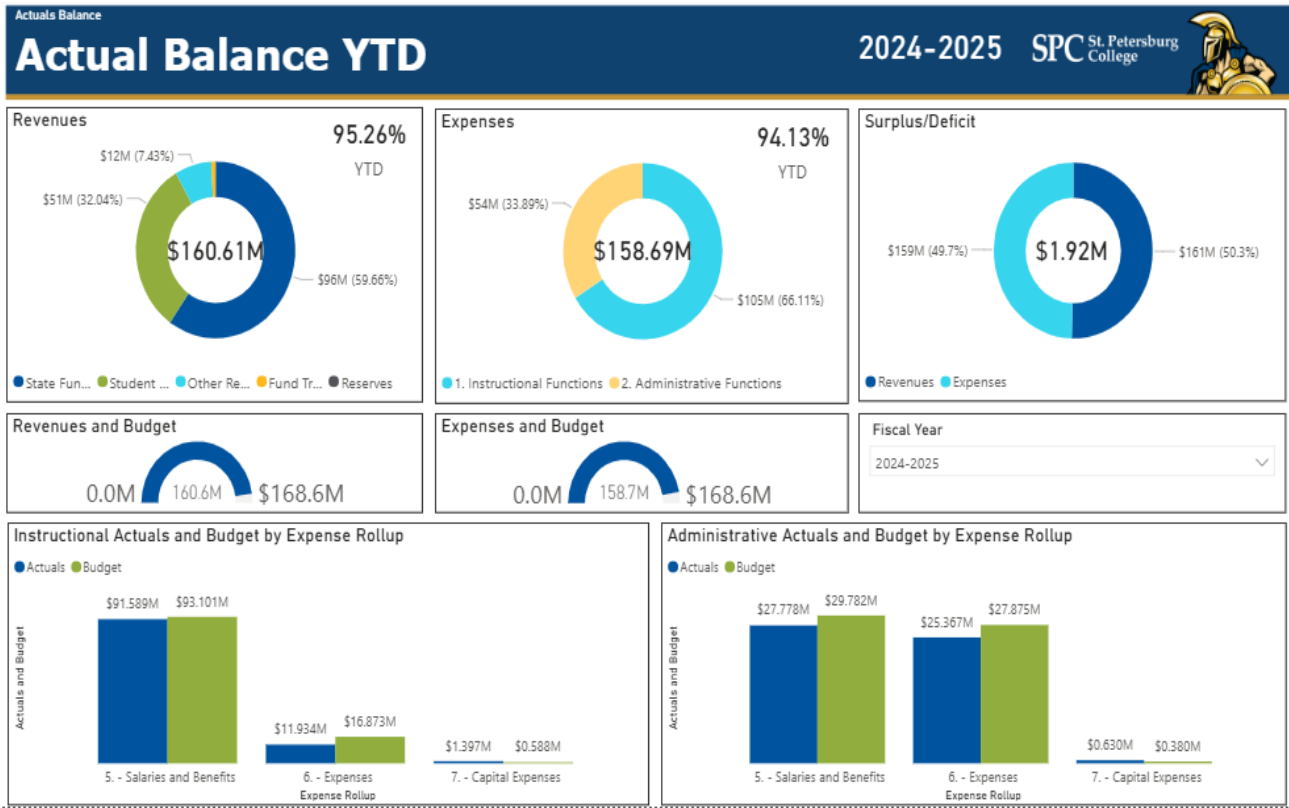 Actuals Balance
Actual Balance YTD
2024-2025
SPC St. Petersburg
College
Revenues
95.26%
YTD
$12M (7.43%)
$51M (32.04%)
$160.61M
$96M (59.66%)
State Fun... Student ... Other Re... Fund Tr... Reserves
Expenses
94.13%
YTD
$54M (33.89%)
$158.69M
$105M (66.11%)
1. Instructional Functions 2. Administrative Functions
Surplus/Deficit
$159M (49.7%)
$1.92M
$161M (50.3%)
Revenues Expenses
Revenues and Budget
0.0M 160.6M $168.6M
Expenses and Budget
0.0M 158.7M $168.6M
Fiscal Year
2024-2025
Instructional Actuals and Budget by Expense Rollup
Actuals Budget
Actuals and Budget
$91.589M $93.101M
$11.934M $16.873M
$1.397M $0.588M
5. - Salaries and Benefits 6. - Expenses 7. - Capital Expenses
Expense Rollup
Administrative Actuals and Budget by Expense Rollup
Actuals Budget
Actuals and Budget
$27.778M $29.782M
$25.367M $27.875M
$0.630M $0.380M
5. - Salaries and Benefits 6. - Expenses 7. - Capital Expenses
Expense Rollup